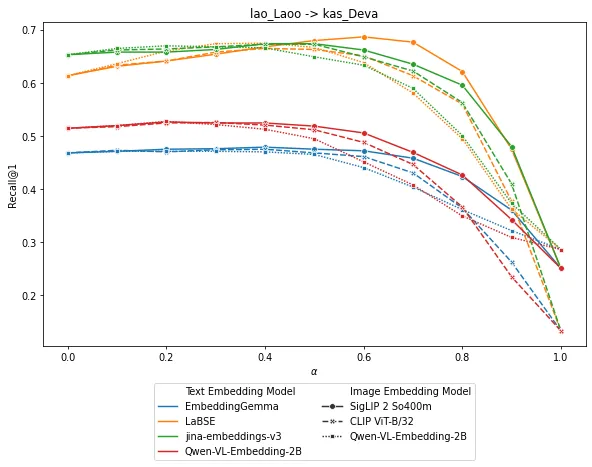 lao_Laoo -> kas_Deva
Recall@1
0.7
0.6
0.5
0.4
0.3
0.2
0.0 0.2 0.4 0.6 0.8 1.0
α
Text Embedding Model Image Embedding Model
EmbeddingGemma SigLIP 2 So400m
LaBSE CLIP ViT-B/32
jina-embeddings-v3 Qwen-VL-Embedding-2B
Qwen-VL-Embedding-2B